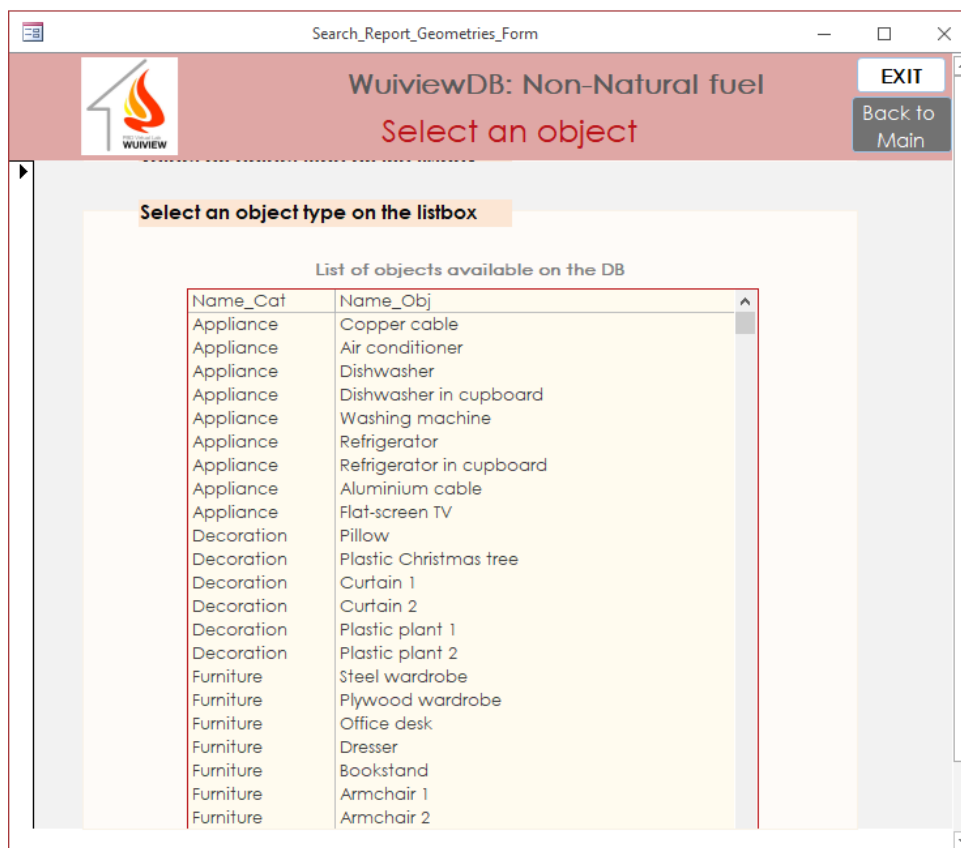 Search_Report_Geometries_Form
WUIVIEW
WuiviewDB: Non-Natural fuel
Select an object
EXIT
Back to
Main
Select an object type on the listbox
List of objects available on the DB
Name_Cat Name_Obj
Appliance Copper cable
Appliance Air conditioner
Appliance Dishwasher
Appliance Dishwasher in cupboard
Appliance Washing machine
Appliance Refrigerator
Appliance Refrigerator in cupboard
Appliance Aluminium cable
Appliance Flat-screen TV
Decoration Pillow
Decoration Plastic Christmas tree
Decoration Curtain 1
Decoration Curtain 2
Decoration Plastic plant 1
Decoration Plastic plant 2
Furniture Steel wardrobe
Furniture Plywood wardrobe
Furniture Office desk
Furniture Dresser
Furniture Bookstand
Furniture Armchair 1
Furniture Armchair 2